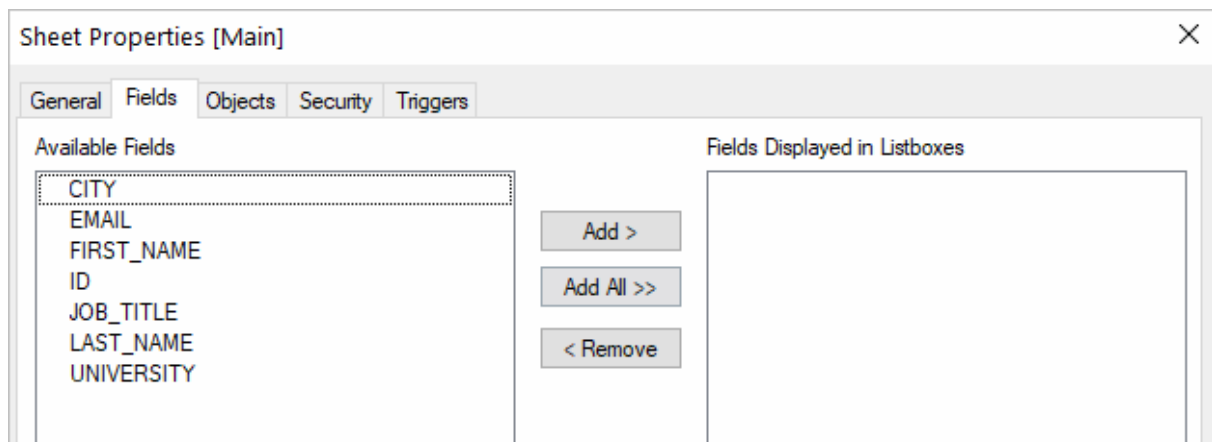 Sheet Properties [Main]
General Fields Objects Security Triggers
Available Fields
Fields Displayed in Listboxes
CITY
EMAIL
FIRST_NAME
ID
JOB_TITLE
LAST_NAME
UNIVERSITY
Add >
Add All >>
< Remove